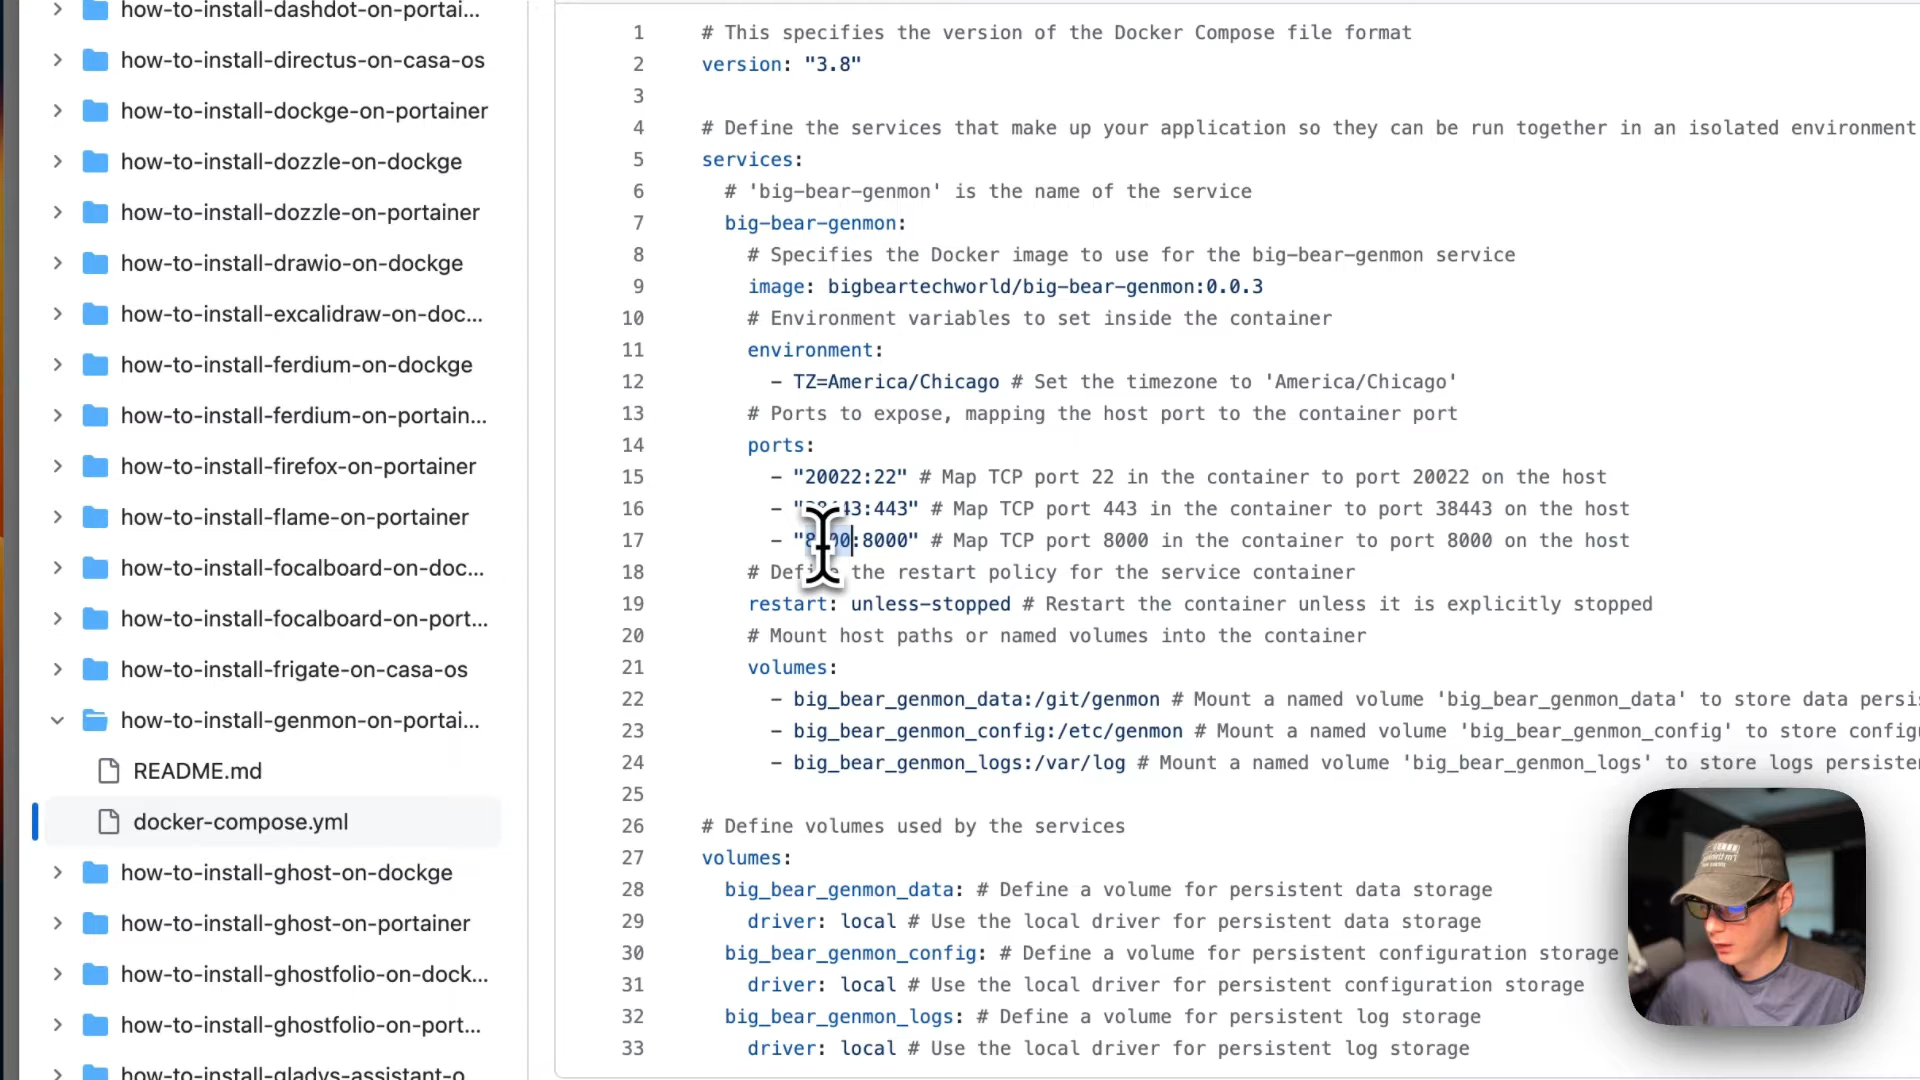 how-to-install-dashdot-on-portai...
how-to-install-directus-on-casa-os
how-to-install-dockge-on-portainer
how-to-install-dozzle-on-dockge
how-to-install-dozzle-on-portainer
how-to-install-drawio-on-dockge
how-to-install-excalidraw-on-doc...
how-to-install-ferdium-on-dockge
how-to-install-ferdium-on-portain...
how-to-install-firefox-on-portainer
how-to-install-flame-on-portainer
how-to-install-focalboard-on-doc...
how-to-install-focalboard-on-port...
how-to-install-frigate-on-casa-os
how-to-install-genmon-on-portai...
README.md
docker-compose.yml
how-to-install-ghost-on-dockge
how-to-install-ghost-on-portainer
how-to-install-ghostfolio-on-dock...
how-to-install-ghostfolio-on-port...
how-to-install-gladys-assistant-o
1 # This specifies the version of the Docker Compose file format
2 version: "3.8"
3
4 # Define the services that make up your application so they can be run together in an isolated environment
5 services:
6 # 'big-bear-genmon' is the name of the service
7 big-bear-genmon:
8 # Specifies the Docker image to use for the big-bear-genmon service
9 image: bigbeartechworld/big-bear-genmon:0.0.3
10 # Environment variables to set inside the container
11 environment:
12 - TZ=America/Chicago # Set the timezone to 'America/Chicago'
13 # Ports to expose, mapping the host port to the container port
14 ports:
15 - "20022:22" # Map TCP port 22 in the container to port 20022 on the host
16 - "38443:443" # Map TCP port 443 in the container to port 38443 on the host
17 - "8000:8000" # Map TCP port 8000 in the container to port 8000 on the host
18 # Define the restart policy for the service container
19 restart: unless-stopped # Restart the container unless it is explicitly stopped
20 # Mount host paths or named volumes into the container
21 volumes:
22 - big_bear_genmon_data:/git/genmon # Mount a named volume 'big_bear_genmon_data' to store data persis
23 - big_bear_genmon_config:/etc/genmon # Mount a named volume 'big_bear_genmon_config' to store configu
24 - big_bear_genmon_logs:/var/log # Mount a named volume 'big_bear_genmon_logs' to store logs persiste
25
26 # Define volumes used by the services
27 volumes:
28 big_bear_genmon_data: # Define a volume for persistent data storage
29 driver: local # Use the local driver for persistent data storage
30 big_bear_genmon_config: # Define a volume for persistent configuration storage
31 driver: local # Use the local driver for persistent configuration storage
32 big_bear_genmon_logs: # Define a volume for persistent log storage
33 driver: local # Use the local driver for persistent log storage